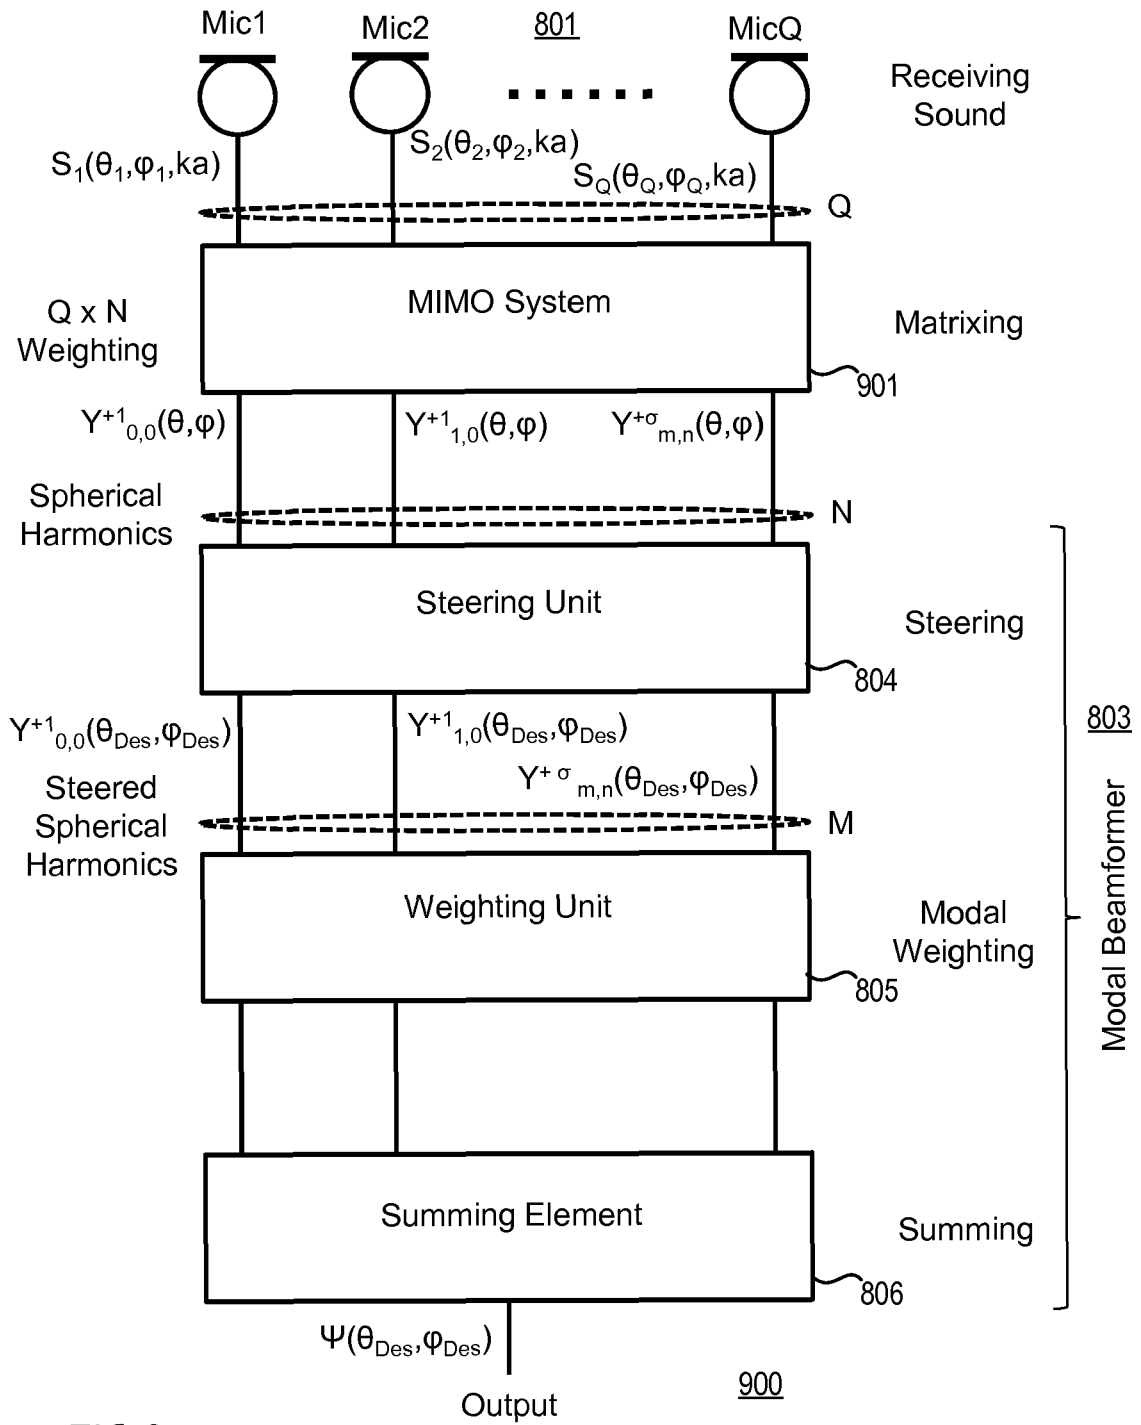 Mic1
Mic2
801
MicQ
Receiving
Sound
S1(θ1,φ1,ka)
S2(θ2,φ2,ka)
SQ(θQ,φQ,ka)
Q
MIMO System
Q x N
Weighting
Matrixing
901
Y+10,0(θ,φ)
Y+11,0(θ,φ)
Y+σm,n(θ,φ)
Spherical
Harmonics
N
Steering Unit
Steering
804
803
Y+10,0(θDes,φDes)
Y+11,0(θDes,φDes)
Y+ σ m,n(θDes,φDes)
Steered
Spherical
Harmonics
M
Modal Beamformer
Weighting Unit
Modal
Weighting
805
Summing Element
Summing
806
Ψ(θDes,φDes)
Output
900